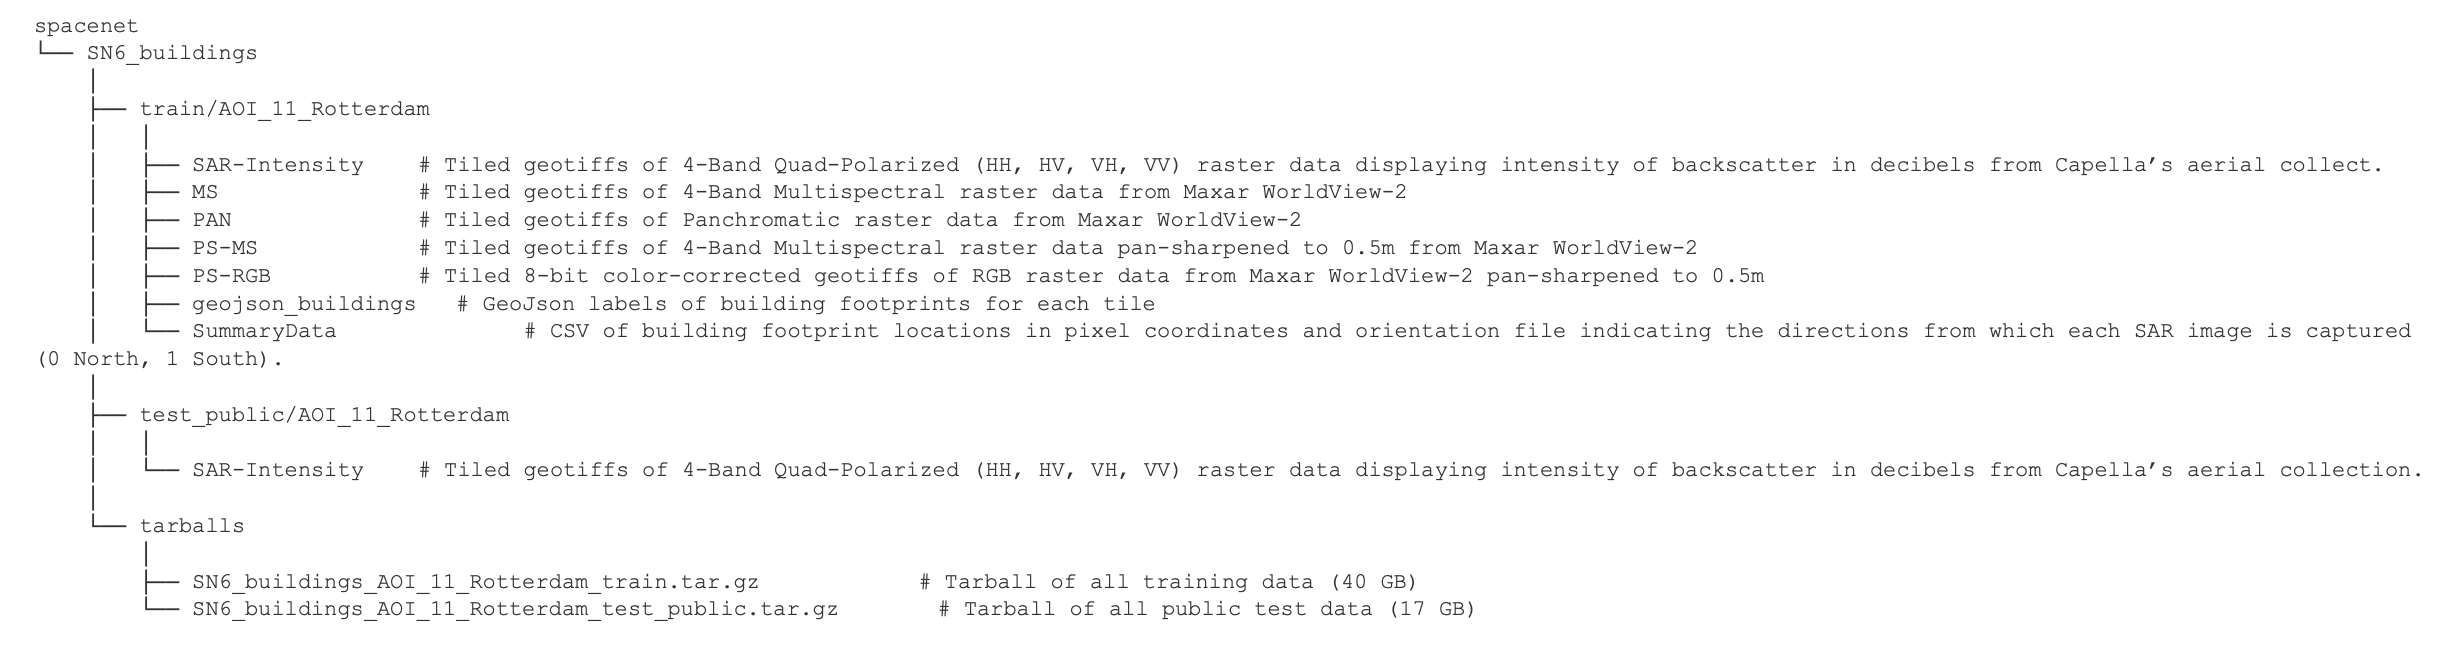 spacenet
└── SN6_buildings
    │
    ├── train/AOI_11_Rotterdam
    │   │
    │   ├── SAR-Intensity    # Tiled geotiffs of 4-Band Quad-Polarized (HH, HV, VH, VV) raster data displaying intensity of backscatter in decibels from Capella’s aerial collect.
    │   ├── MS               # Tiled geotiffs of 4-Band Multispectral raster data from Maxar WorldView-2
    │   ├── PAN              # Tiled geotiffs of Panchromatic raster data from Maxar WorldView-2
    │   ├── PS-MS            # Tiled geotiffs of 4-Band Multispectral raster data pan-sharpened to 0.5m from Maxar WorldView-2
    │   ├── PS-RGB           # Tiled 8-bit color-corrected geotiffs of RGB raster data from Maxar WorldView-2 pan-sharpened to 0.5m
    │   ├── geojson_buildings   # GeoJson labels of building footprints for each tile
    │   └── SummaryData              # CSV of building footprint locations in pixel coordinates and orientation file indicating the directions from which each SAR image is captured
(0 North, 1 South).
    │
    ├── test_public/AOI_11_Rotterdam
    │   │
    │   └── SAR-Intensity    # Tiled geotiffs of 4-Band Quad-Polarized (HH, HV, VH, VV) raster data displaying intensity of backscatter in decibels from Capella’s aerial collection.
    │
    └── tarballs
        │
        ├── SN6_buildings_AOI_11_Rotterdam_train.tar.gz            # Tarball of all training data (40 GB)
        └── SN6_buildings_AOI_11_Rotterdam_test_public.tar.gz       # Tarball of all public test data (17 GB)